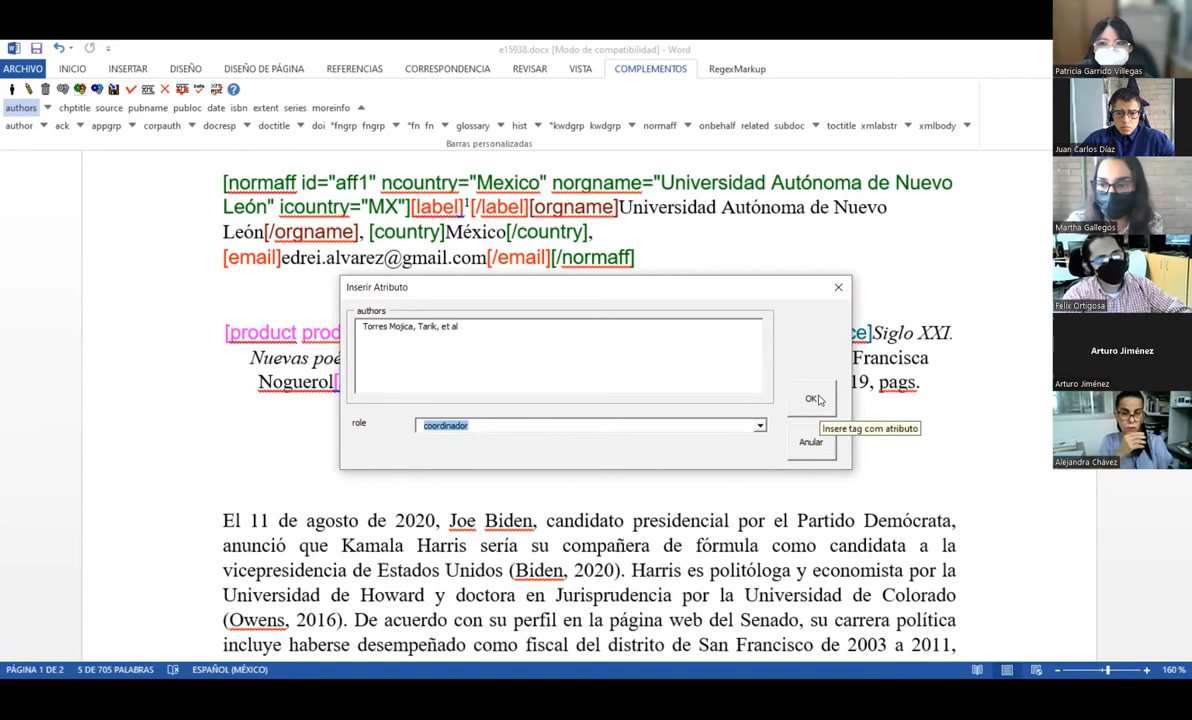 e15938.docx [Modo de compatibilidad] - Word
ARCHIVO INICIO INSERTAR DISEÑO DISEÑO DE PÁGINA REFERENCIAS CORRESPONDENCIA REVISAR VISTA COMPLEMENTOS RegexMarkup
authors chptitle source pubname publoc date isbn extent series moreinfo
author ack appgrp corpauth docresp doctitle doi *fngrp fngrp *fn fn glossary hist *kwdgrp kwdgrp normaff onbehalf related subdoc toctitle xmlabstr xmlbody
Barras personalizadas
[normaff id="aff1" ncountry="Mexico" norgname="Universidad Autónoma de Nuevo
León" icountry="MX"][label]1[/label][orgname]Universidad Autónoma de Nuevo
León[/orgname], [country]México[/country],
[email]edrei.alvarez@gmail.com[/email][/normaff]
Inserir Atributo
authors
Torres Mojica, Tarik, et al
OK
role
coordinador
Insere tag com atributo
Anular
[product prod
ce]Siglo XXI.
Nuevas poé
Francisca
Noguerol[
19, pags.
El 11 de agosto de 2020, Joe Biden, candidato presidencial por el Partido Demócrata,
anunció que Kamala Harris sería su compañera de fórmula como candidata a la
vicepresidencia de Estados Unidos (Biden, 2020). Harris es politóloga y economista por la
Universidad de Howard y doctora en Jurisprudencia por la Universidad de Colorado
(Owens, 2016). De acuerdo con su perfil en la página web del Senado, su carrera política
incluye haberse desempeñado como fiscal del distrito de San Francisco de 2003 a 2011,
PÁGINA 1 DE 2 5 DE 705 PALABRAS ESPAÑOL (MÉXICO) 160 %
Patricia Garrido Villegas
Juan Carlos Díaz
Martha Gallegos
Felix Ortigosa
Arturo Jiménez
Arturo Jiménez
Alejandra Chávez